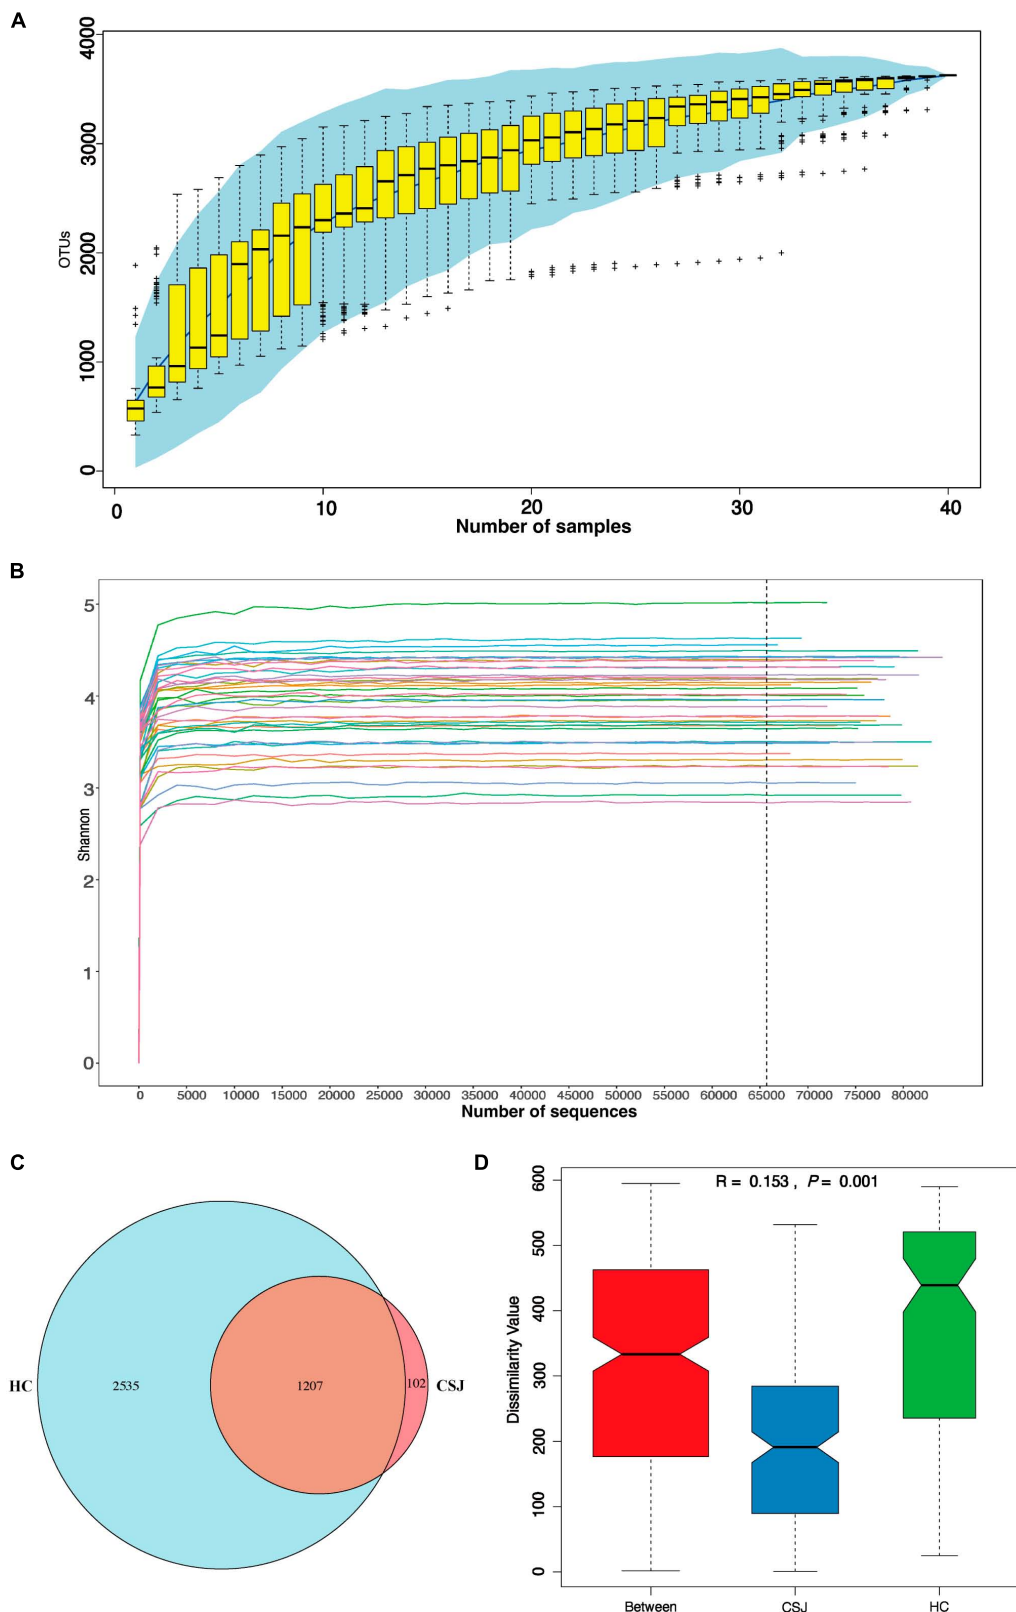 A
4000
3000
2000
1000
0
OTUs
0 10 20 30 40
Number of samples
B
5
4
3
2
1
0
Shannon
0 5000 10000 15000 20000 25000 30000 35000 40000 45000 50000 55000 60000 65000 70000 75000 80000
Number of sequences
C
HC 2535 1207 102 CSJ
D
R = 0.153 , P = 0.001
600
500
400
300
200
100
0
Dissimilarity Value
Between CSJ HC